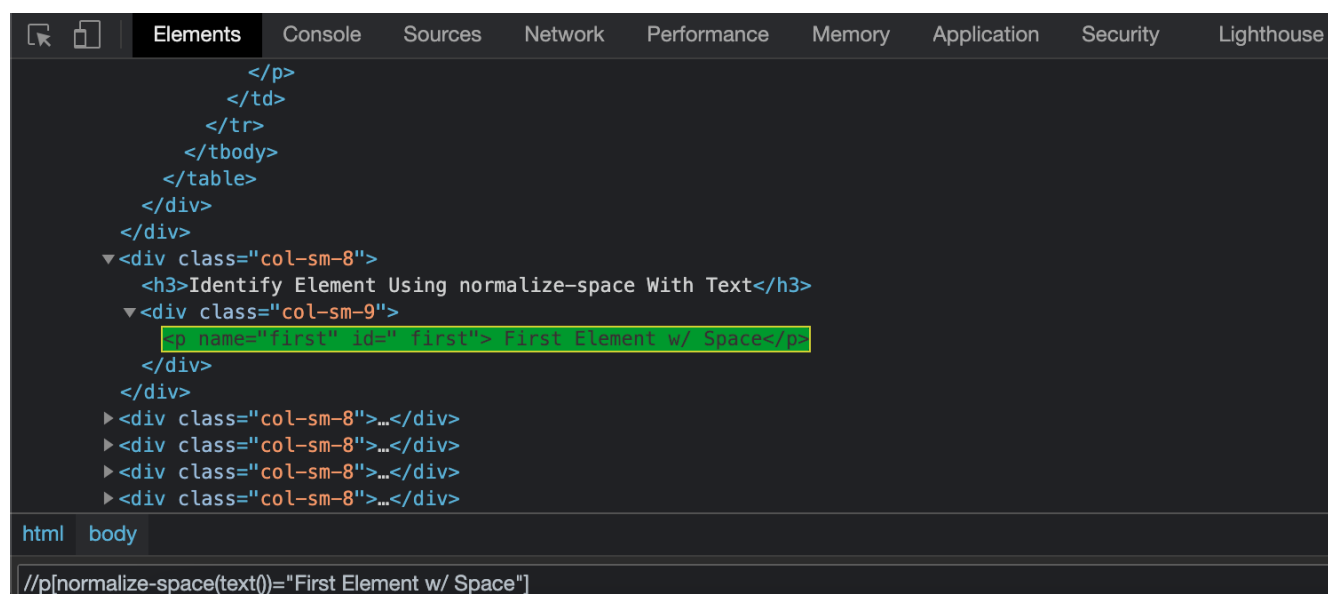 Elements Console Sources Network Performance Memory Application Security Lighthouse
</p>
</td>
</tr>
</tbody>
</table>
</div>
</div>
<div class="col-sm-8">
<h3>Identify Element Using normalize-space With Text</h3>
<div class="col-sm-9">
<p name="first" id=" first"> First Element w/ Space</p>
</div>
</div>
<div class="col-sm-8">…</div>
<div class="col-sm-8">…</div>
<div class="col-sm-8">…</div>
<div class="col-sm-8">…</div>
html body
//p[normalize-space(text())="First Element w/ Space"]